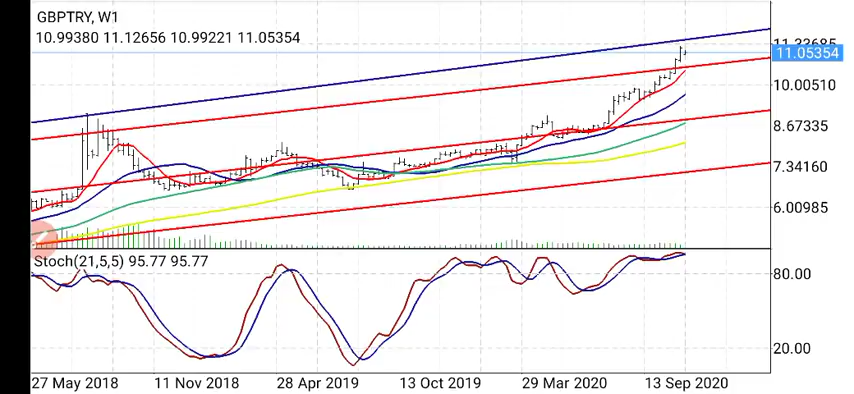 GBPTRY, W1
10.99380 11.12656 10.99221 11.05354
11.22685
11.05354
10.00510
8.67335
7.34160
6.00985
Stoch(21,5,5) 95.77 95.77
80.00
20.00
27 May 2018 11 Nov 2018 28 Apr 2019 13 Oct 2019 29 Mar 2020 13 Sep 2020